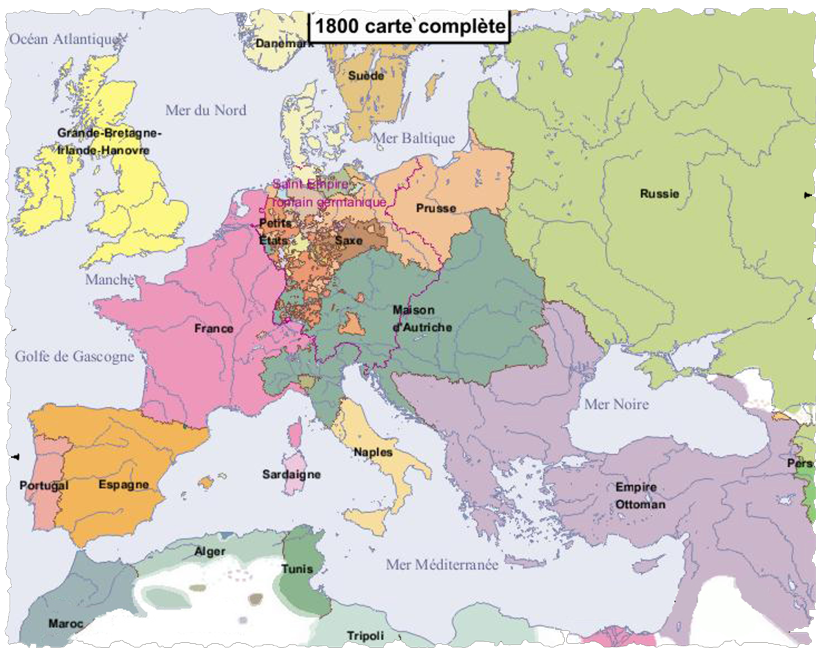 1800 carte complète
Océan Atlantique
Danemark
Suède
Mer du Nord
Grande-Bretagne-
Irlande-Hanovre
Mer Baltique
Saint Empire
romain germanique
Russie
Prusse
Petits
États
Saxe
Manche
France
Maison
d'Autriche
Golfe de Gascogne
Mer Noire
Naples
Sardaigne
Portugal
Espagne
Pers
Empire
Ottoman
Alger
Tunis
Mer Méditerranée
Maroc
Tripoli